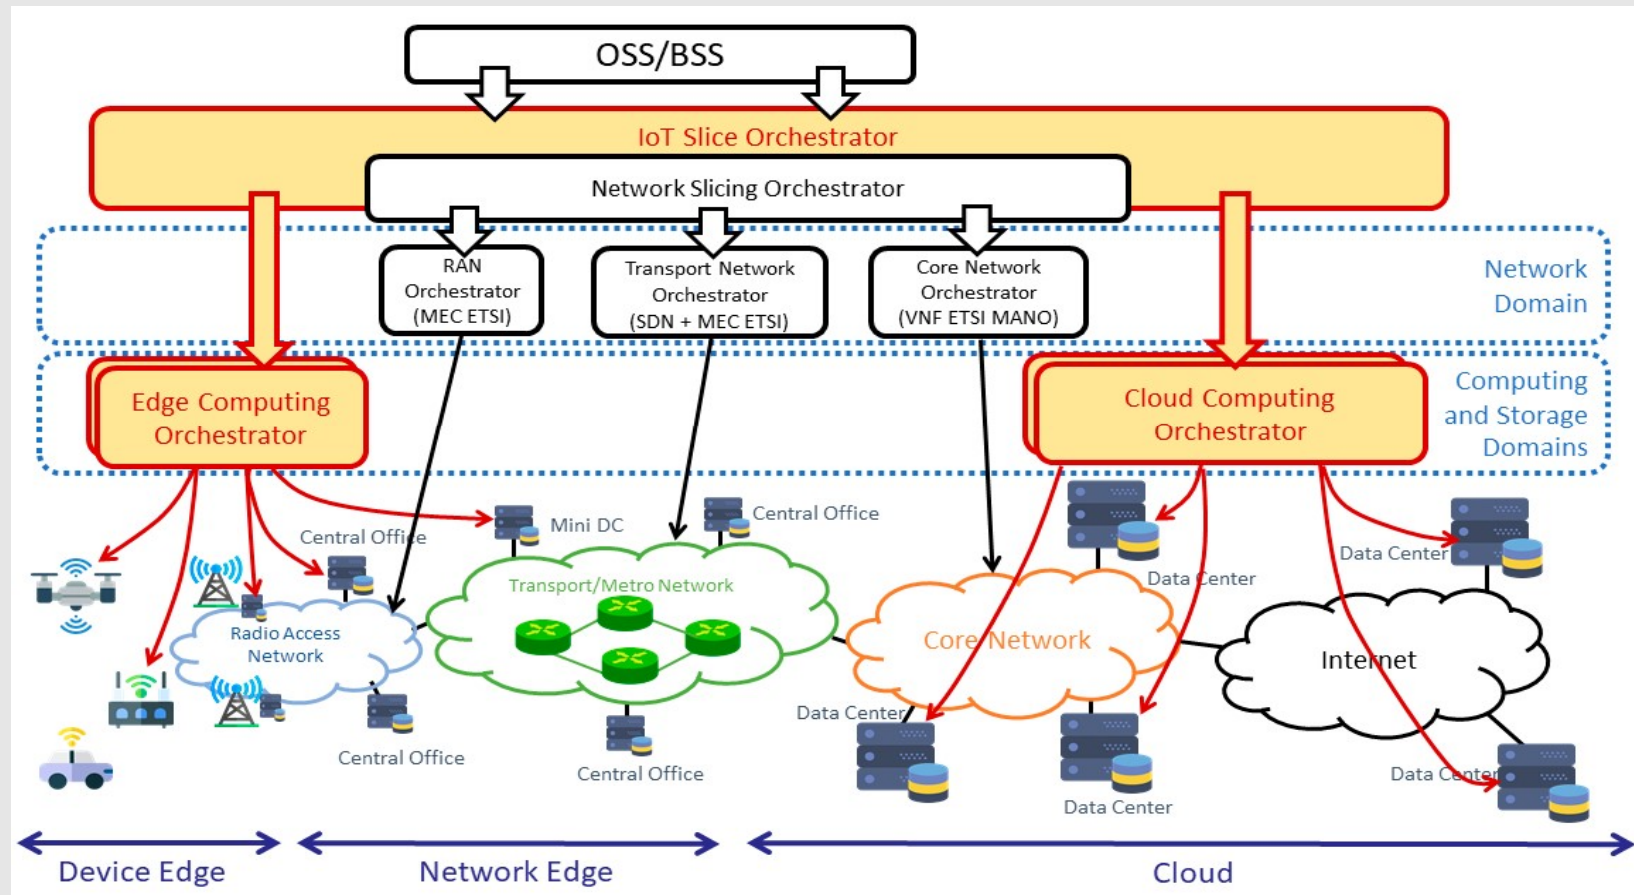 OSS/BSS
IoT Slice Orchestrator
Network Slicing Orchestrator
RAN
Orchestrator
(MEC ETSI)
Transport Network
Orchestrator
(SDN + MEC ETSI)
Core Network
Orchestrator
(VNF ETSI MANO)
Network
Domain
Edge Computing
Orchestrator
Cloud Computing
Orchestrator
Computing
and Storage
Domains
Central Office
Mini DC
Central Office
Data Center
Data Center
Transport/Metro Network
Radio Access
Network
Core Network
Internet
Data Center
Central Office
Central Office
Data Center
Data Center
Device Edge
Network Edge
Cloud